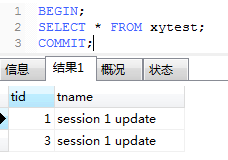 1 BEGIN;
2 SELECT * FROM xytest;
3 COMMIT;
信息 结果1 概况 状态
tid tname
1 session 1 update
3 session 1 update